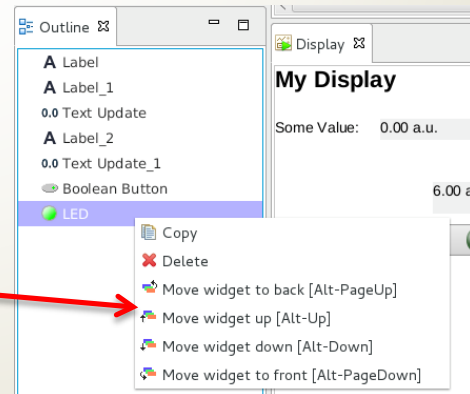 Outline
A Label
A Label_1
0.0 Text Update
A Label_2
0.0 Text Update_1
Boolean Button
LED
Copy
Delete
Move widget to back [Alt-PageUp]
Move widget up [Alt-Up]
Move widget down [Alt-Down]
Move widget to front [Alt-PageDown]
Display
My Display
Some Value: 0.00 a.u.
6.00